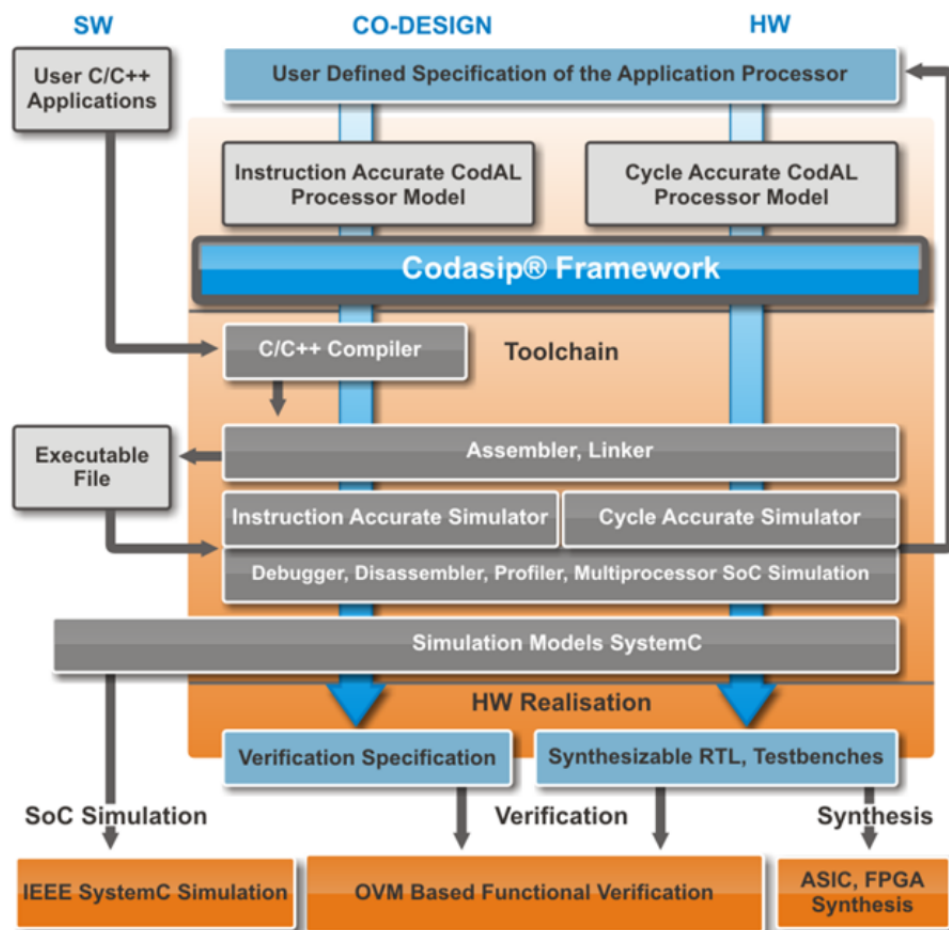 SW
CO-DESIGN
HW
User C/C++
Applications
User Defined Specification of the Application Processor
Instruction Accurate CodAL
Processor Model
Cycle Accurate CodAL
Processor Model
Codasip® Framework
C/C++ Compiler
Toolchain
Executable
File
Assembler, Linker
Instruction Accurate Simulator
Cycle Accurate Simulator
Debugger, Disassembler, Profiler, Multiprocessor SoC Simulation
Simulation Models SystemC
HW Realisation
Verification Specification
Synthesizable RTL, Testbenches
SoC Simulation
Verification
Synthesis
IEEE SystemC Simulation
OVM Based Functional Verification
ASIC, FPGA
Synthesis